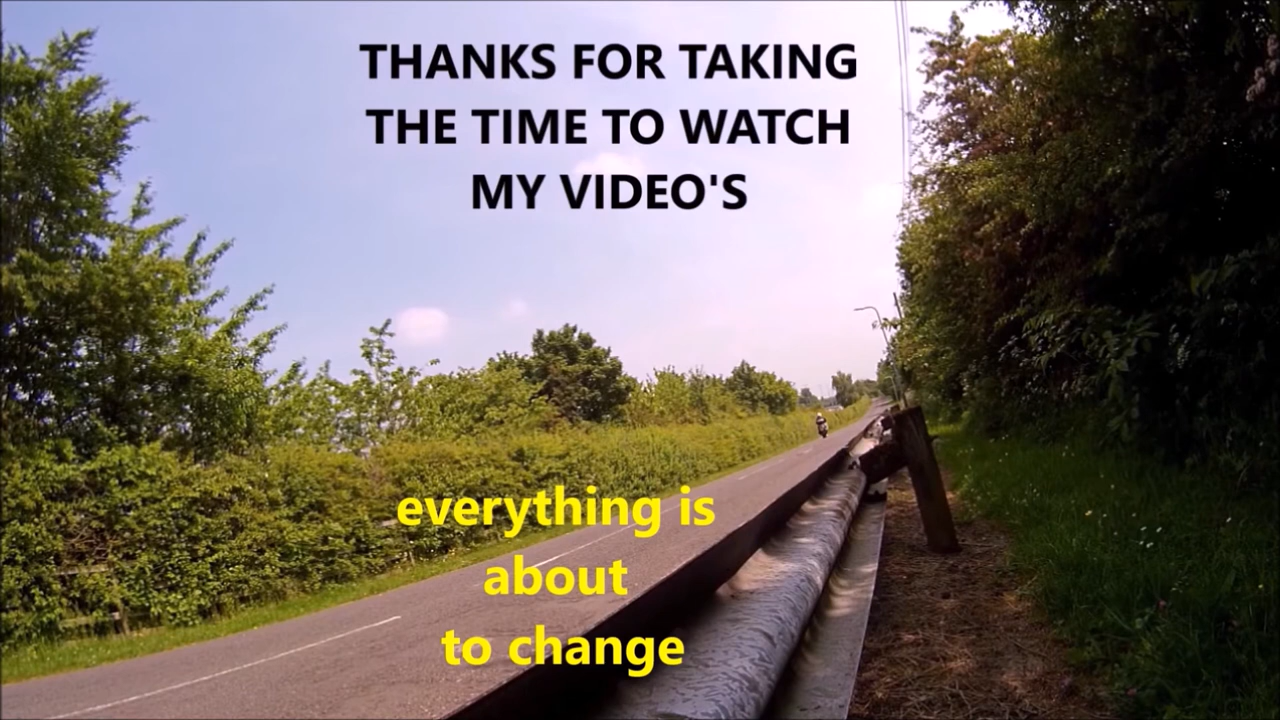 THANKS FOR TAKING
THE TIME TO WATCH
MY VIDEO'S
everything is
about
to change